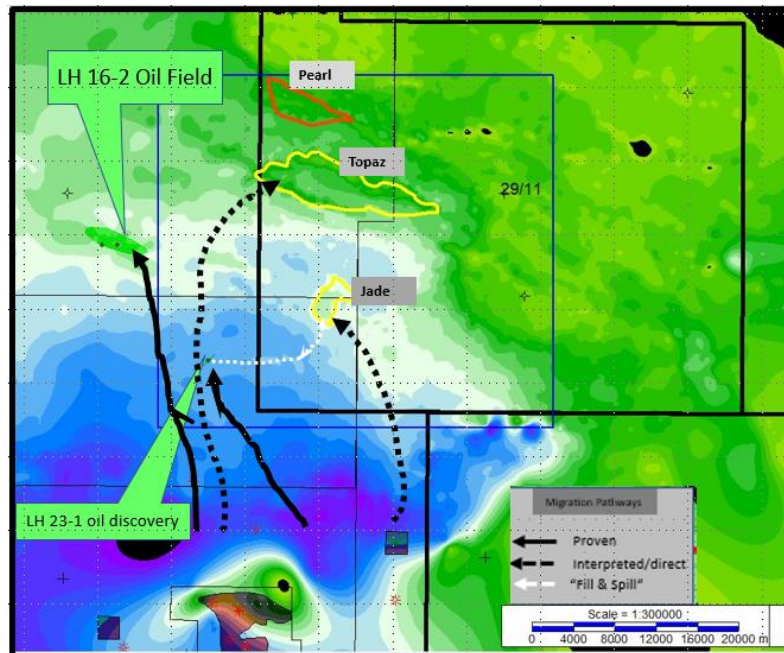 LH 16-2 Oil Field
Pearl
Topaz
29/11
Jade
LH 23-1 oil discovery
Migration Pathways
Proven
Interpreted/direct
"Fill & Spill"
Scale = 1:300000
0 4000 8000 12000 16000 20000 m